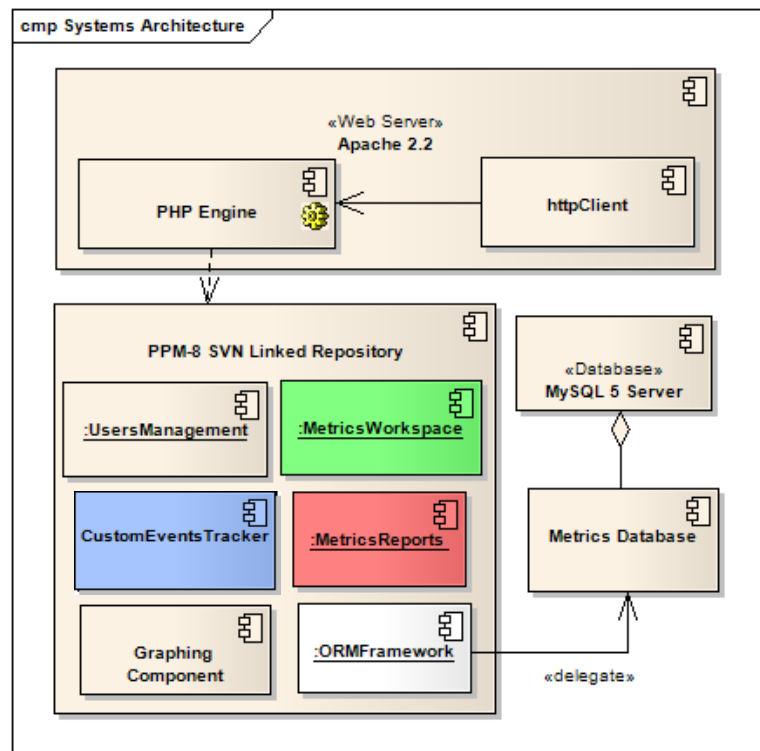 cmp Systems Architecture
«Web Server»
Apache 2.2
PHP Engine
httpClient
PPM-8 SVN Linked Repository
:UsersManagement
:MetricsWorkspace
CustomEventsTracker
:MetricsReports
Graphing
Component
:ORMFramework
«Database»
MySQL 5 Server
Metrics Database
«delegate»